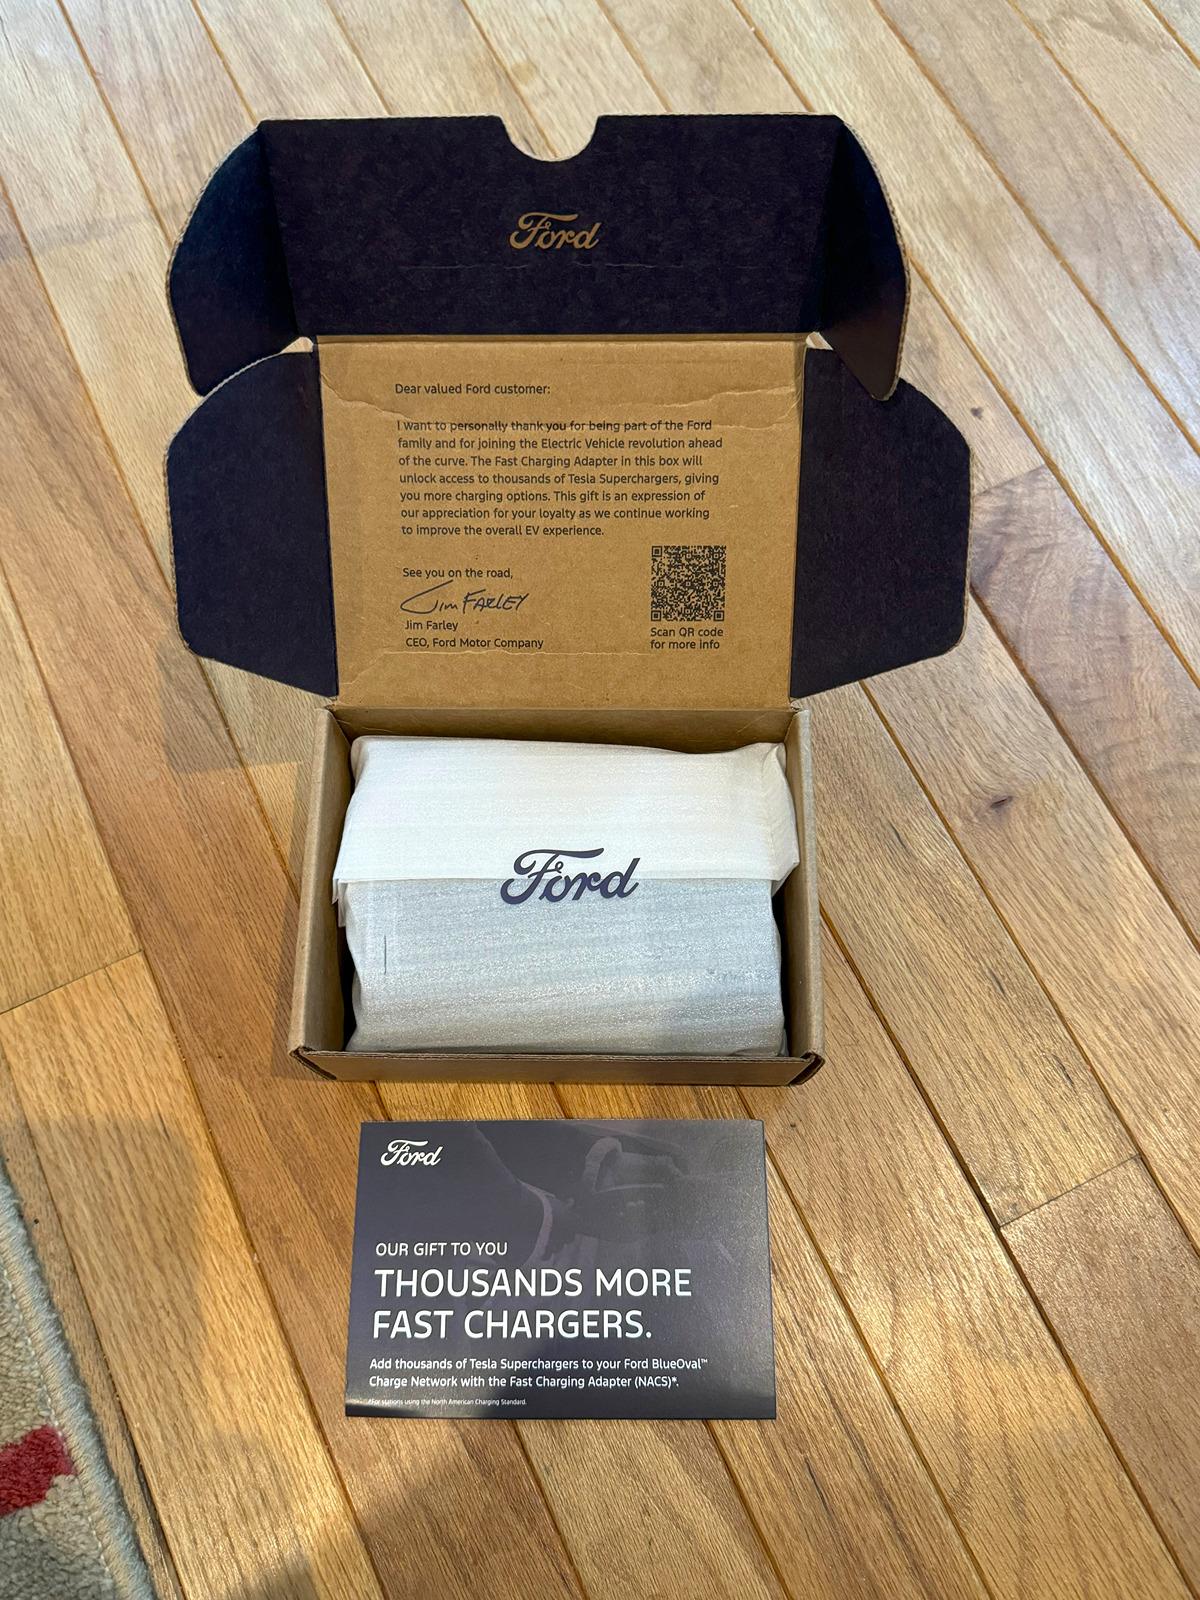 Ford
Dear valued Ford customer:
I want to personally thank you for being part of the Ford
family and for joining the Electric Vehicle revolution ahead
of the curve. The Fast Charging Adapter in this box will
unlock access to thousands of Tesla Superchargers, giving
you more charging options. This gift is an expression of
our appreciation for your loyalty as we continue working
to improve the overall EV experience.
See you on the road,
Jim FARLEY
Jim Farley
CEO, Ford Motor Company
Scan QR code
for more info
Ford
Ford
OUR GIFT TO YOU
THOUSANDS MORE
FAST CHARGERS.
Add thousands of Tesla Superchargers to your Ford BlueOval™
Charge Network with the Fast Charging Adapter (NACS)*.
*For stations using the North American Charging Standard.